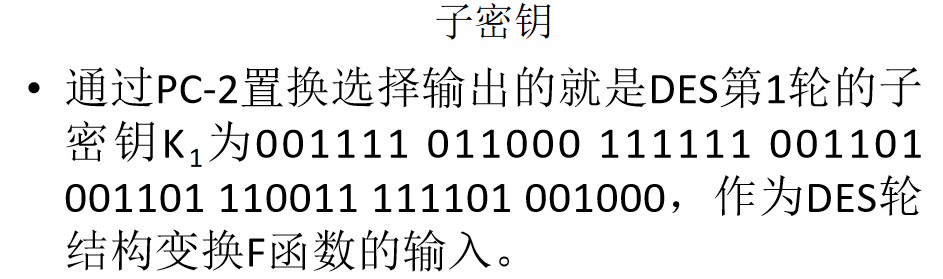 子密钥
• 通过PC-2置换选择输出的就是DES第1轮的子
密钥K₁为001111 011000 111111 001101
001101 110011 111101 001000，作为DES轮
结构变换F函数的输入。